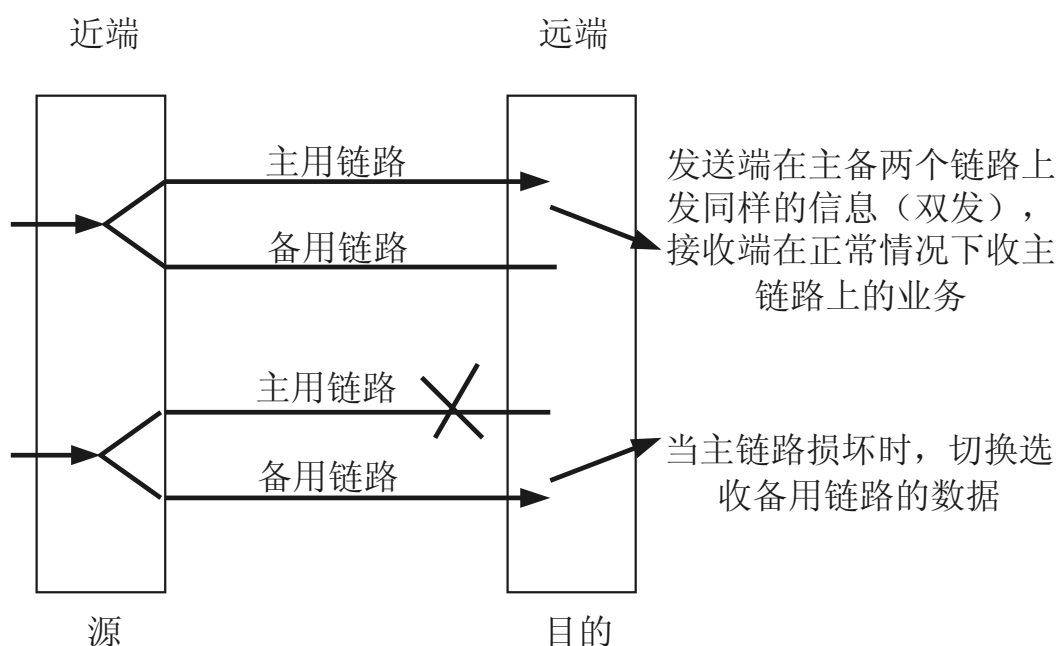 近端
远端
主用链路
备用链路
发送端在主备两个链路上
发同样的信息（双发），
接收端在正常情况下收主
链路上的业务
主用链路
备用链路
当主链路损坏时，切换选
收备用链路的数据
源
目的